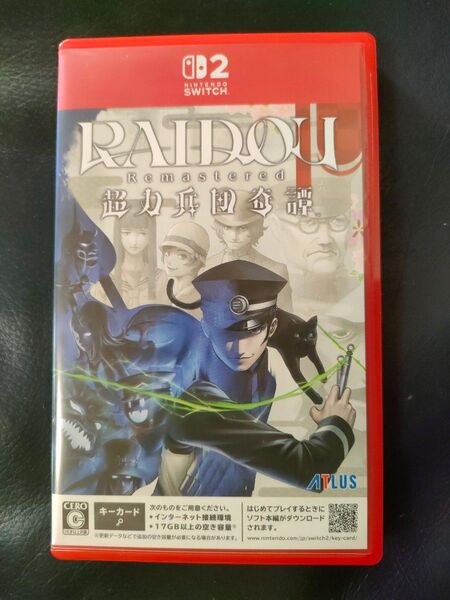 2
NINTENDO
SWITCH
RAIDOU
Remastered
超力兵団奇譚
ATLUS
CERO
C
キーカード
次のものをご用意ください。
•インターネット接続環境
•17GB以上の空き容量※
※更新データなどで追加の空き容量が必要になる場合があります。
はじめてプレイするときに
ソフト本編がダウンロード
されます。
www.nintendo.com/jp/switch2/key-card/